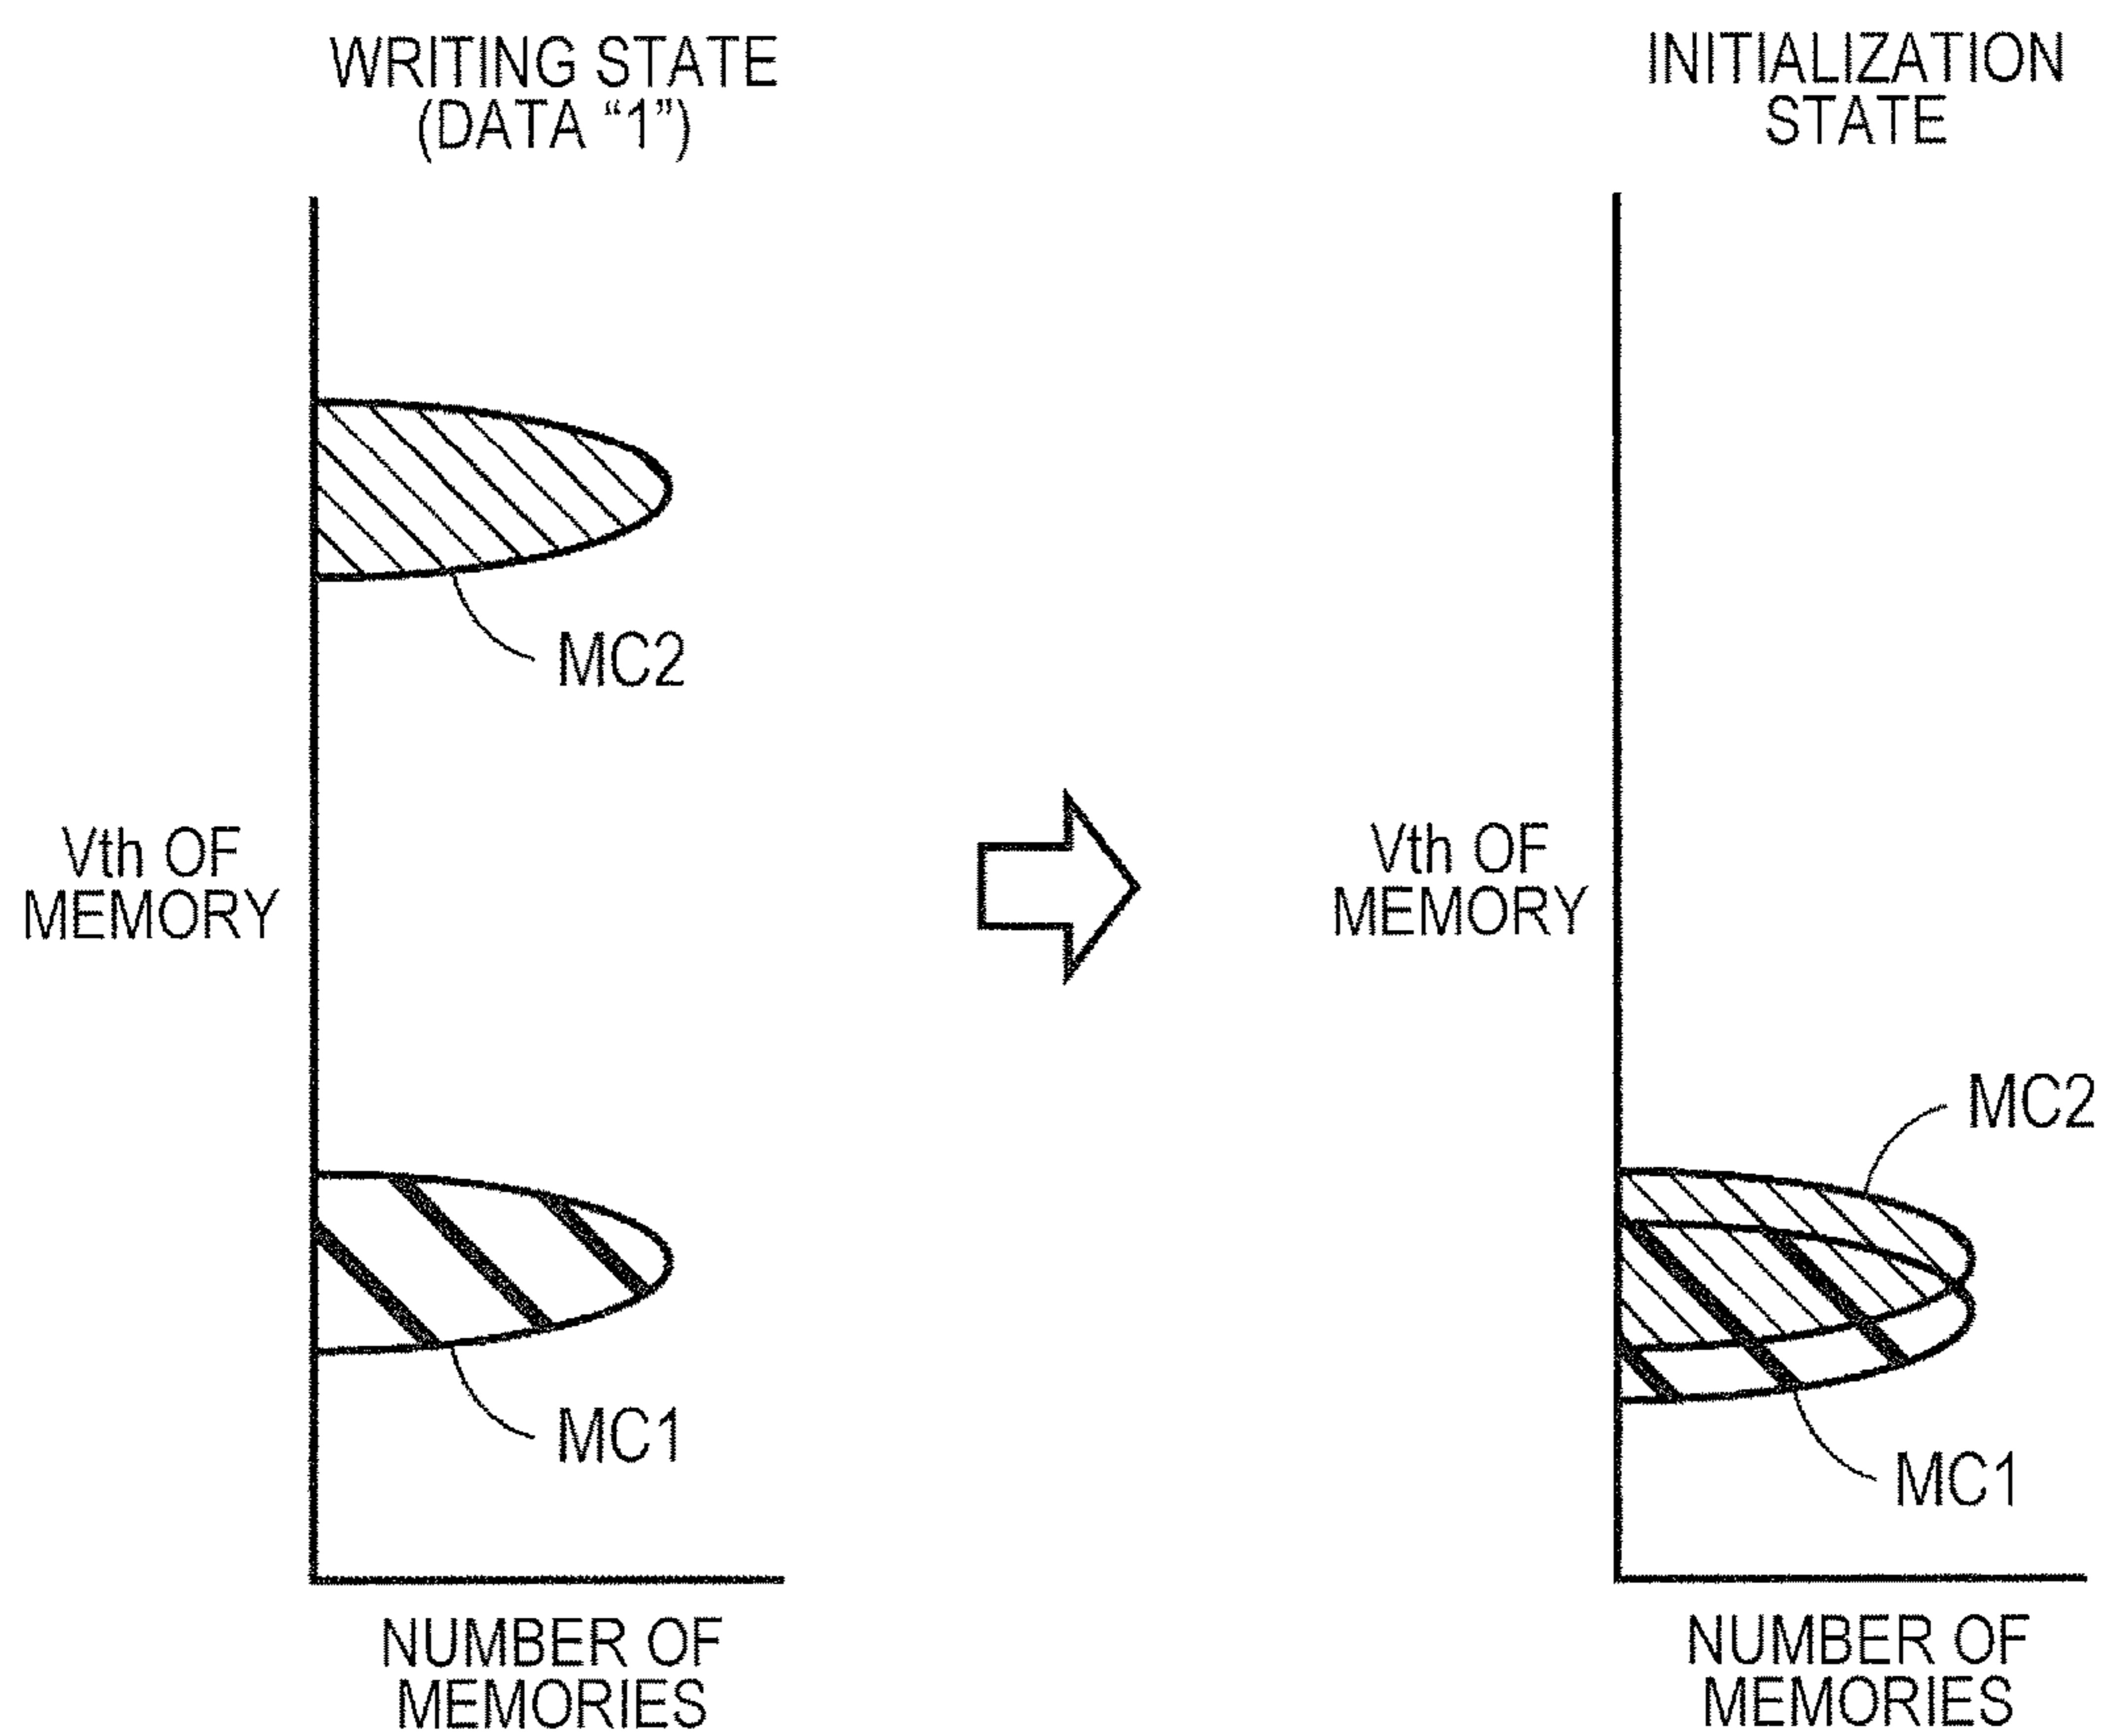 WRITING STATE
(DATA “1”)
MC2
Vth OF
MEMORY
MC1
NUMBER OF
MEMORIES
INITIALIZATION
STATE
Vth OF
MEMORY
MC2
MC1
NUMBER OF
MEMORIES